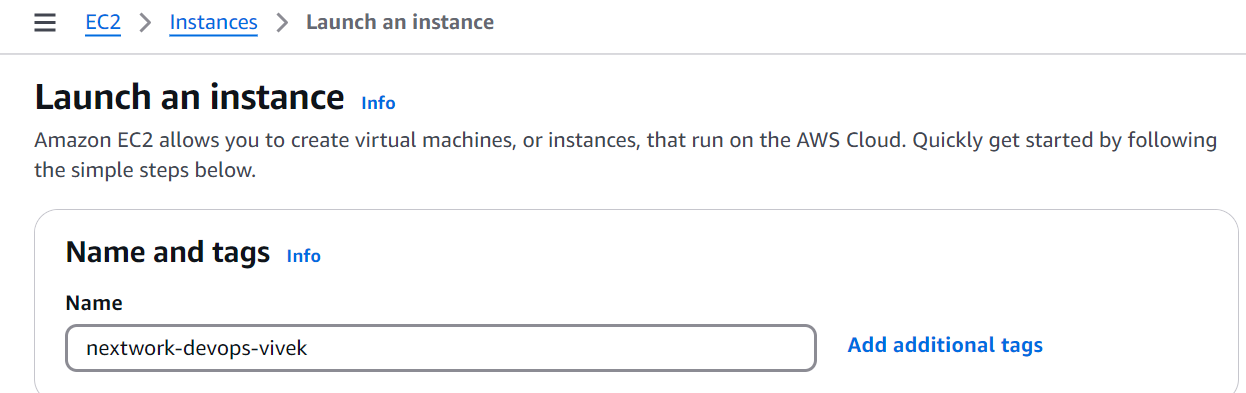 EC2 > Instances > Launch an instance
Launch an instance Info
Amazon EC2 allows you to create virtual machines, or instances, that run on the AWS Cloud. Quickly get started by following
the simple steps below.
Name and tags Info
Name
nextwork-devops-vivek Add additional tags